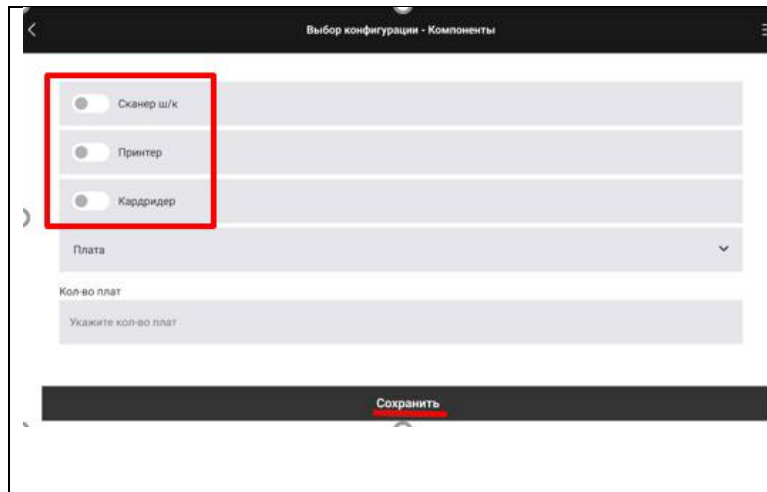 Выбор конфигурации - Компоненты
Сканер ш/к
Принтер
Кардридер
Плата
Кол-во плат
Укажите кол-во плат
Сохранить